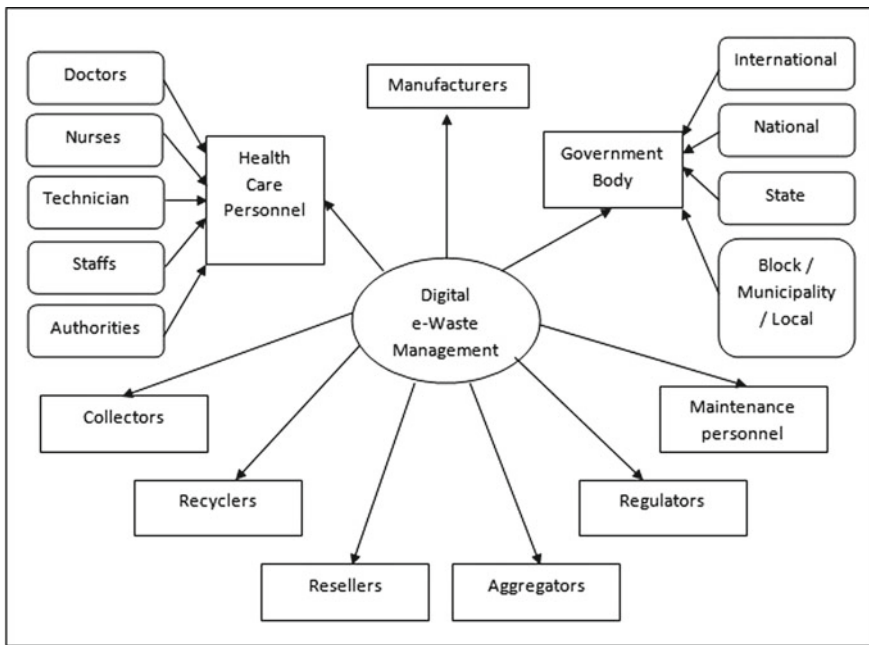 Doctors
Nurses
Technician
Staffs
Authorities
Health
Care
Personnel
Manufacturers
Government
Body
International
National
State
Block /
Municipality
/ Local
Digital
e-Waste
Management
Collectors
Recyclers
Resellers
Aggregators
Regulators
Maintenance
personnel